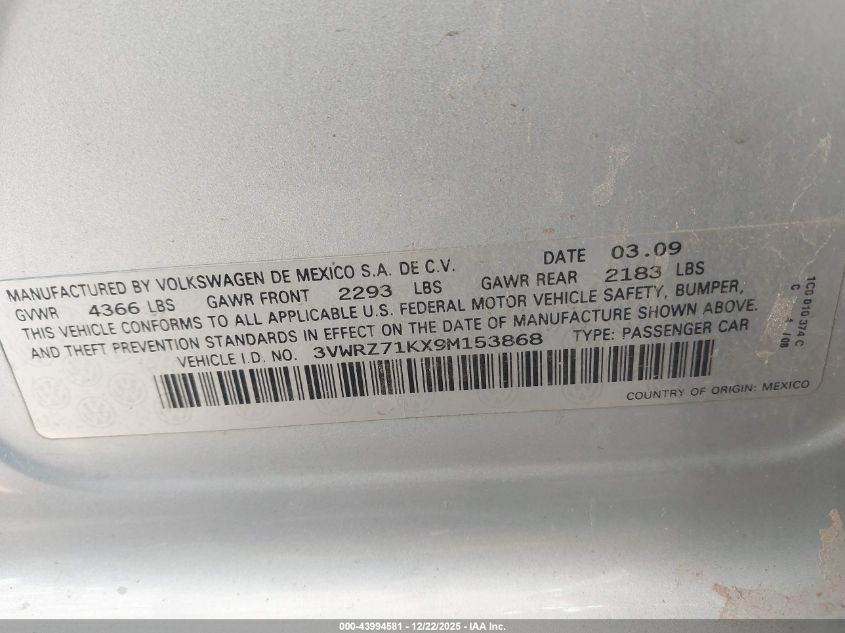 MANUFACTURED BY VOLKSWAGEN DE MEXICO S.A. DE C.V. DATE 03.09
GVWR 4366 LBS GAWR FRONT 2293 LBS GAWR REAR 2183 LBS
THIS VEHICLE CONFORMS TO ALL APPLICABLE U.S. FEDERAL MOTOR VEHICLE SAFETY, BUMPER,
AND THEFT PREVENTION STANDARDS IN EFFECT ON THE DATE OF MANUFACTURE SHOWN ABOVE.
VEHICLE I.D. NO. 3VWRZ71KX9M153868 TYPE: PASSENGER CAR
COUNTRY OF ORIGIN: MEXICO
1C0 010 374 C
C 1 /08
000-43994581 - 12/22/2025 - IAA Inc.